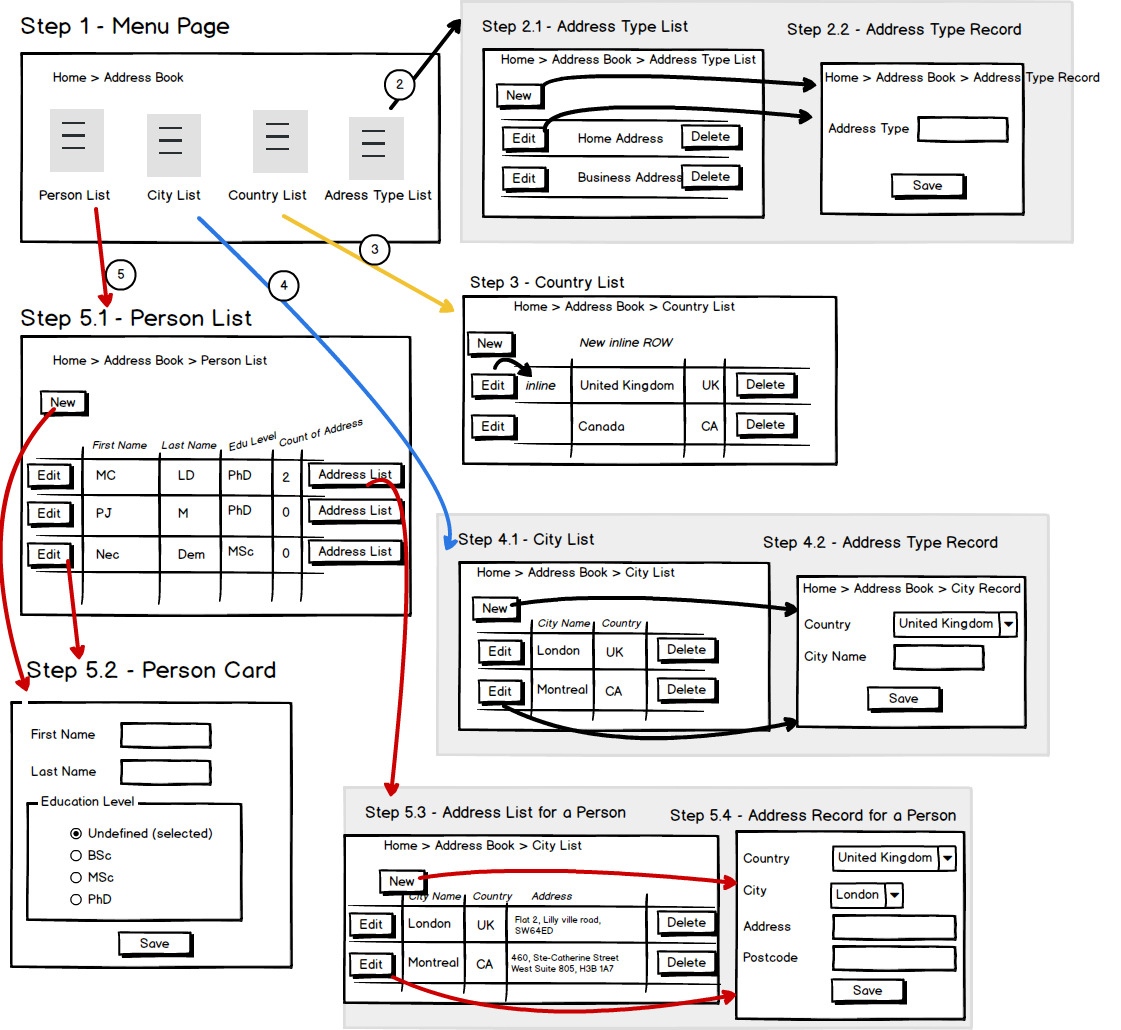 Step 1 - Menu Page
Home > Address Book
Person List
City List
Country List
Adress Type List
2
3
4
5
Step 2.1 - Address Type List
Home > Address Book > Address Type List
New
Edit
Home Address
Delete
Edit
Business Address
Delete
Step 2.2 - Address Type Record
Home > Address Book > Address Type Record
Address Type
Save
Step 3 - Country List
Home > Address Book > Country List
New
New inline ROW
Edit
inline
United Kingdom
UK
Delete
Edit
Canada
CA
Delete
Step 5.1 - Person List
Home > Address Book > Person List
New
First Name
Last Name
Edu Level
Count of Address
Edit
MC
LD
PhD
2
Address List
Edit
PJ
M
PhD
0
Address List
Edit
Nec
Dem
MSc
0
Address List
Step 4.1 - City List
Home > Address Book > City List
New
City Name
Country
Edit
London
UK
Delete
Edit
Montreal
CA
Delete
Step 4.2 - Address Type Record
Home > Address Book > City Record
Country
United Kingdom
City Name
Save
Step 5.2 - Person Card
First Name
Last Name
Education Level
Undefined (selected)
BSc
MSc
PhD
Save
Step 5.3 - Address List for a Person
Home > Address Book > City List
New
City Name
Country
Address
Edit
London
UK
Flat 2, Lilly ville road,
SW64ED
Delete
Edit
Montreal
CA
460, Ste-Catherine Street
West Suite 805, H3B 1A7
Delete
Step 5.4 - Address Record for a Person
Country
United Kingdom
City
London
Address
Postcode
Save